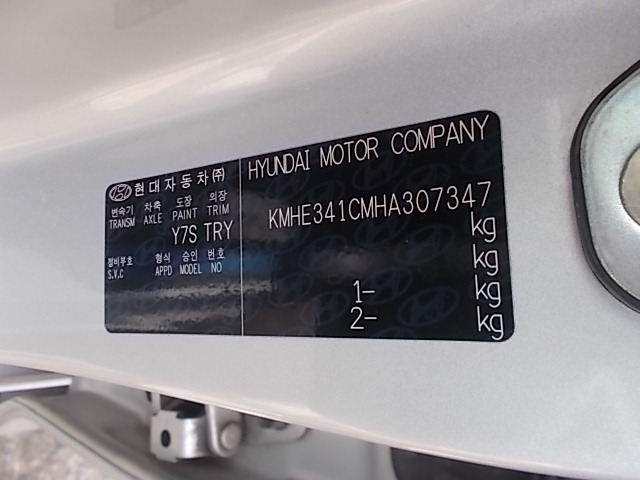 현대자동차㈜
변속기 차축 도장 의장
TRANSM AXLE PAINT TRIM
Y7S TRY
정비부호 형식 승인 번호
S.V.C APPD MODEL NO
HYUNDAI MOTOR COMPANY
KMHE341CMHA307347
kg
kg
1- kg
2- kg